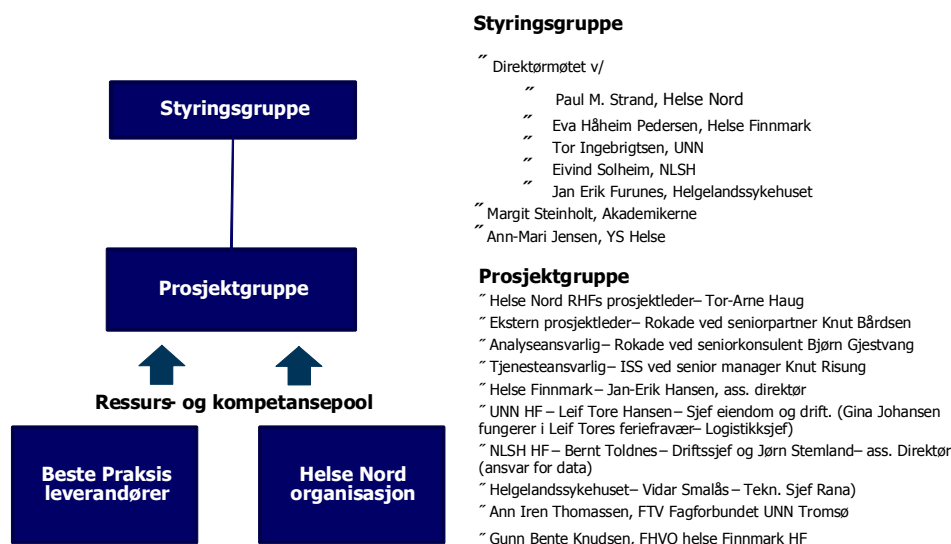 Styringsgruppe
Prosjektgruppe
Ressurs- og kompetansepool
Beste Praksis
leverandører
Helse Nord
organisasjon
Styringsgruppe
˝ Direktørmøtet v/
˝ Paul M. Strand, Helse Nord
˝ Eva Håheim Pedersen, Helse Finnmark
˝ Tor Ingebrigtsen, UNN
˝ Eivind Solheim, NLSH
˝ Jan Erik Furunes, Helgelandssykehuset
˝ Margit Steinholt, Akademikerne
˝ Ann-Mari Jensen, YS Helse
Prosjektgruppe
˝ Helse Nord RHFs prosjektleder– Tor-Arne Haug
˝ Ekstern prosjektleder– Rokade ved seniorpartner Knut Bårdsen
˝ Analyseansvarlig– Rokade ved seniorkonsulent Bjørn Gjestvang
˝ Tjenesteansvarlig– ISS ved senior manager Knut Risung
˝ Helse Finnmark– Jan-Erik Hansen, ass. direktør
˝ UNN HF– Leif Tore Hansen– Sjef eiendom og drift. (Gina Johansen
fungerer i Leif Tores feriefravær– Logistikksjef)
˝ NLSH HF– Bernt Toldnes– Driftssjef og Jørn Stemland– ass. Direktør
(ansvar for data)
˝ Helgelandssykehuset– Vidar Smalås– Tekn. Sjef Rana)
˝ Ann Iren Thomassen, FTV Fagforbundet UNN Tromsø
˝ Gunn Bente Knudsen, FHVO helse Finnmark HF